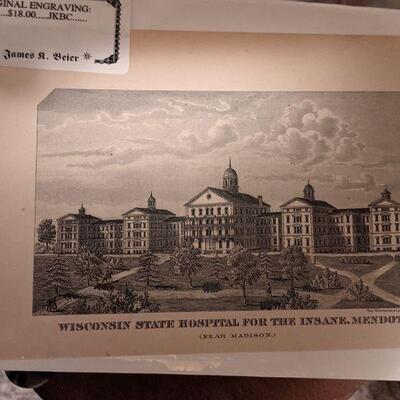 GINAL ENGRAVING:
....$18.00.....JKBC......
James K. Beier
WISCONSIN STATE HOSPITAL FOR THE INSANE, MENDOT
(NEAR MADISON.)